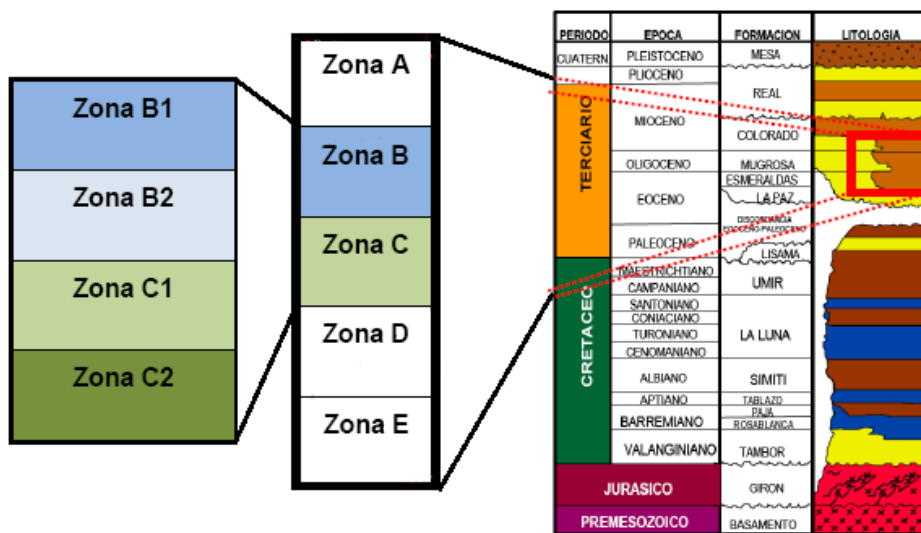 Zona B1
Zona B2
Zona C1
Zona C2
Zona A
Zona B
Zona C
Zona D
Zona E
PERIODO EPOCA FORMACION LITOLOGIA
CUATERN. PLEISTOCENO MESA
PLIOCENO
REAL
TERCIARIO
MIOCENO
COLORADO
OLIGOCENO MUGROSA
ESMERALDAS
EOCENO LA PAZ
DISCORDANCIA
EOCENO-PALEOCENO
PALEOCENO
LISAMA
CRETACEO
MAESTRICHTIANO
UMIR
CAMPANIANO
SANTONIANO
CONIACIANO
TURONIANO LA LUNA
CENOMANIANO
ALBIANO SIMITI
APTIANO TABLAZO
PAJA
BARREMIANO ROSABLANCA
VALANGINIANO TAMBOR
JURASICO GIRON
PREMESOZOICO BASAMENTO